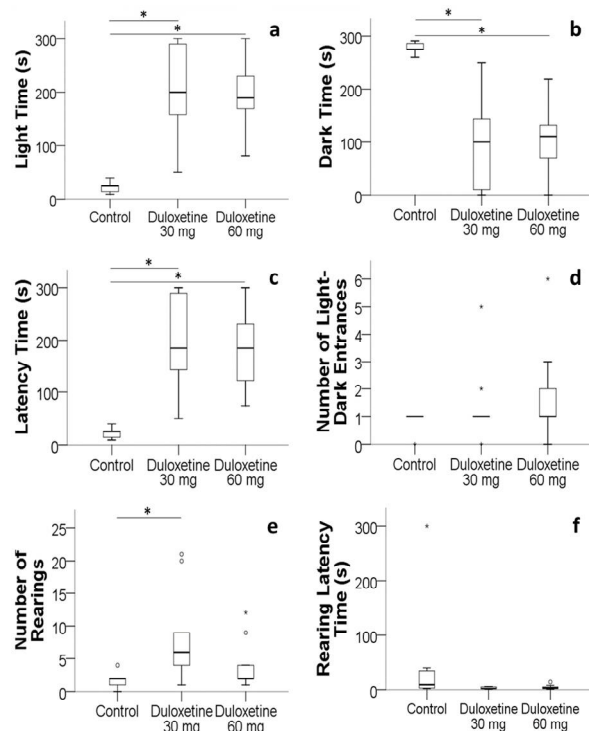 a
*
*
Light Time (s)
300
200
100
0
Control
Duloxetine
30 mg
Duloxetine
60 mg
b
*
*
Dark Time (s)
300
200
100
0
Control
Duloxetine
30 mg
Duloxetine
60 mg
c
*
*
Latency Time (s)
300
200
100
0
Control
Duloxetine
30 mg
Duloxetine
60 mg
d
Number of Light-
Dark Entrances
6
5
4
3
2
1
0
Control
Duloxetine
30 mg
Duloxetine
60 mg
e
*
Number of
Rearings
25
20
15
10
5
0
Control
Duloxetine
30 mg
Duloxetine
60 mg
f
Rearing Latency
Time (s)
300
200
100
0
Control
Duloxetine
30 mg
Duloxetine
60 mg